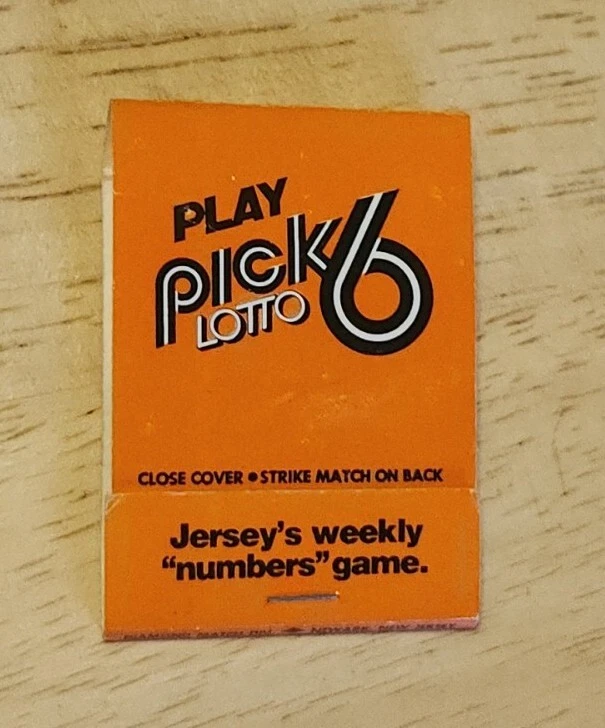 PLAY
PICK 6
LOTTO
CLOSE COVER • STRIKE MATCH ON BACK
Jersey's weekly
"numbers" game.